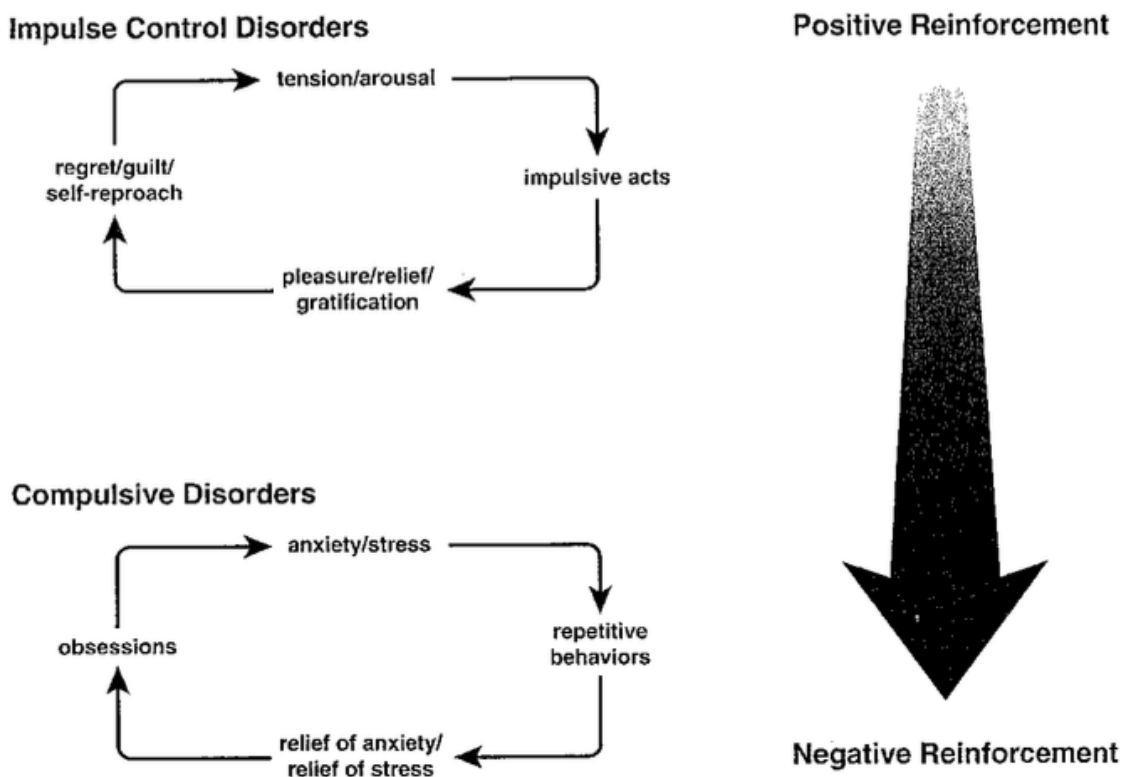 Impulse Control Disorders
Positive Reinforcement
tension/arousal
regret/guilt/
self-reproach
impulsive acts
pleasure/relief/
gratification
Compulsive Disorders
anxiety/stress
obsessions
repetitive
behaviors
relief of anxiety/
relief of stress
Negative Reinforcement